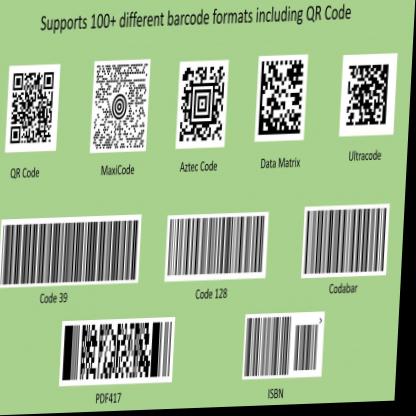 Supports 100+ different barcode formats including QR Code
QR Code
MaxiCode
Aztec Code
Data Matrix
Ultracode
Code 39
Code 128
Codabar
PDF417
ISBN